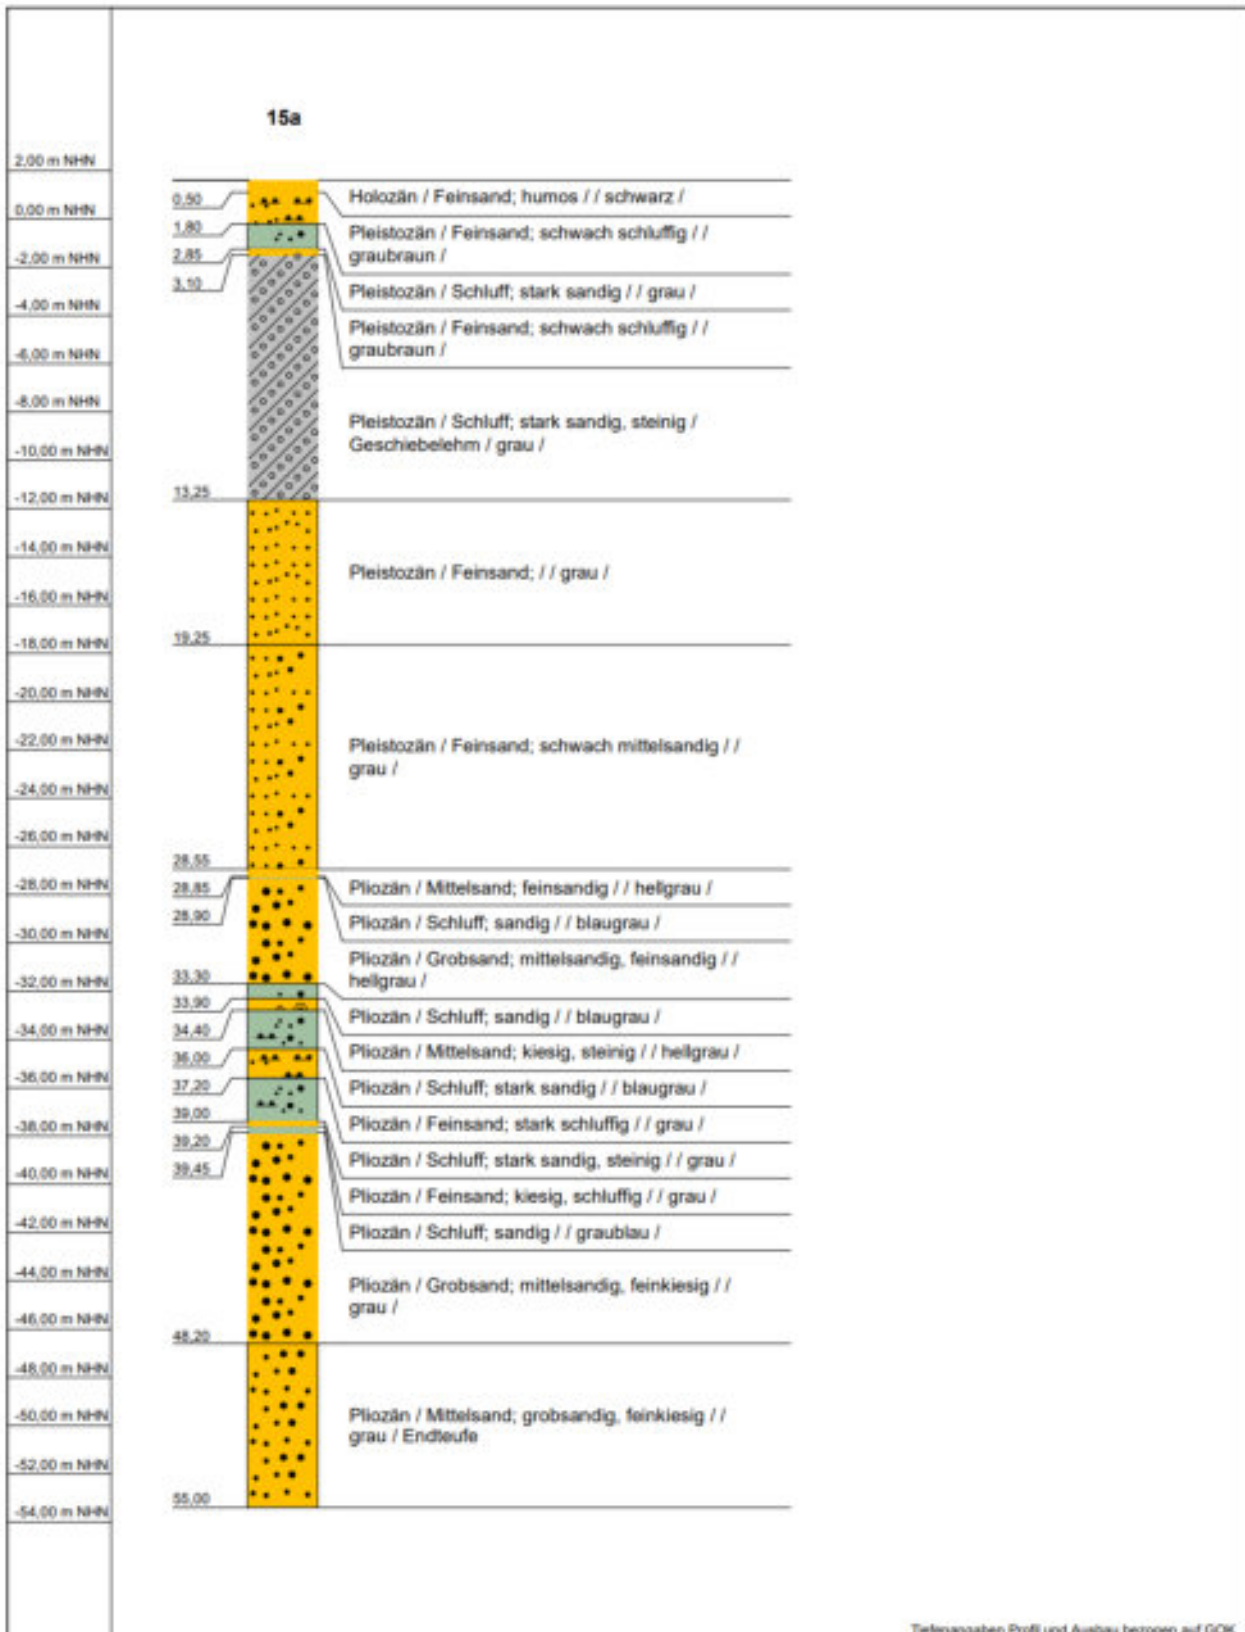 15a
2,00 m NHN
0,00 m NHN
-2,00 m NHN
-4,00 m NHN
-6,00 m NHN
-8,00 m NHN
-10,00 m NHN
-12,00 m NHN
-14,00 m NHN
-16,00 m NHN
-18,00 m NHN
-20,00 m NHN
-22,00 m NHN
-24,00 m NHN
-26,00 m NHN
-28,00 m NHN
-30,00 m NHN
-32,00 m NHN
-34,00 m NHN
-36,00 m NHN
-38,00 m NHN
-40,00 m NHN
-42,00 m NHN
-44,00 m NHN
-46,00 m NHN
-48,00 m NHN
-50,00 m NHN
-52,00 m NHN
-54,00 m NHN
0,50
1,80
2,85
3,10
13,25
19,25
28,55
28,85
28,90
33,30
33,90
34,40
36,00
37,20
39,00
39,20
39,45
48,20
55,00
Holozän / Feinsand; humos / / schwarz /
Pleistozän / Feinsand; schwach schluffig / /
graubraun /
Pleistozän / Schluff; stark sandig / / grau /
Pleistozän / Feinsand; schwach schluffig / /
graubraun /
Pleistozän / Schluff; stark sandig, steinig /
Geschiebelehm / grau /
Pleistozän / Feinsand; / / grau /
Pleistozän / Feinsand; schwach mittelsandig / /
grau /
Pliozän / Mittelsand; feinsandig / / hellgrau /
Pliozän / Schluff; sandig / / blaugrau /
Pliozän / Grobsand; mittelsandig, feinsandig / /
hellgrau /
Pliozän / Schluff; sandig / / blaugrau /
Pliozän / Mittelsand; kiesig, steinig / / hellgrau /
Pliozän / Schluff; stark sandig / / blaugrau /
Pliozän / Feinsand; stark schluffig / / grau /
Pliozän / Schluff; stark sandig, steinig / / grau /
Pliozän / Feinsand; kiesig, schluffig / / grau /
Pliozän / Schluff; sandig / / graublau /
Pliozän / Grobsand; mittelsandig, feinkiesig / /
grau /
Pliozän / Mittelsand; grobsandig, feinkiesig / /
grau / Endteufe
Tiefenangaben Profil und Ausbau bezogen auf GOK